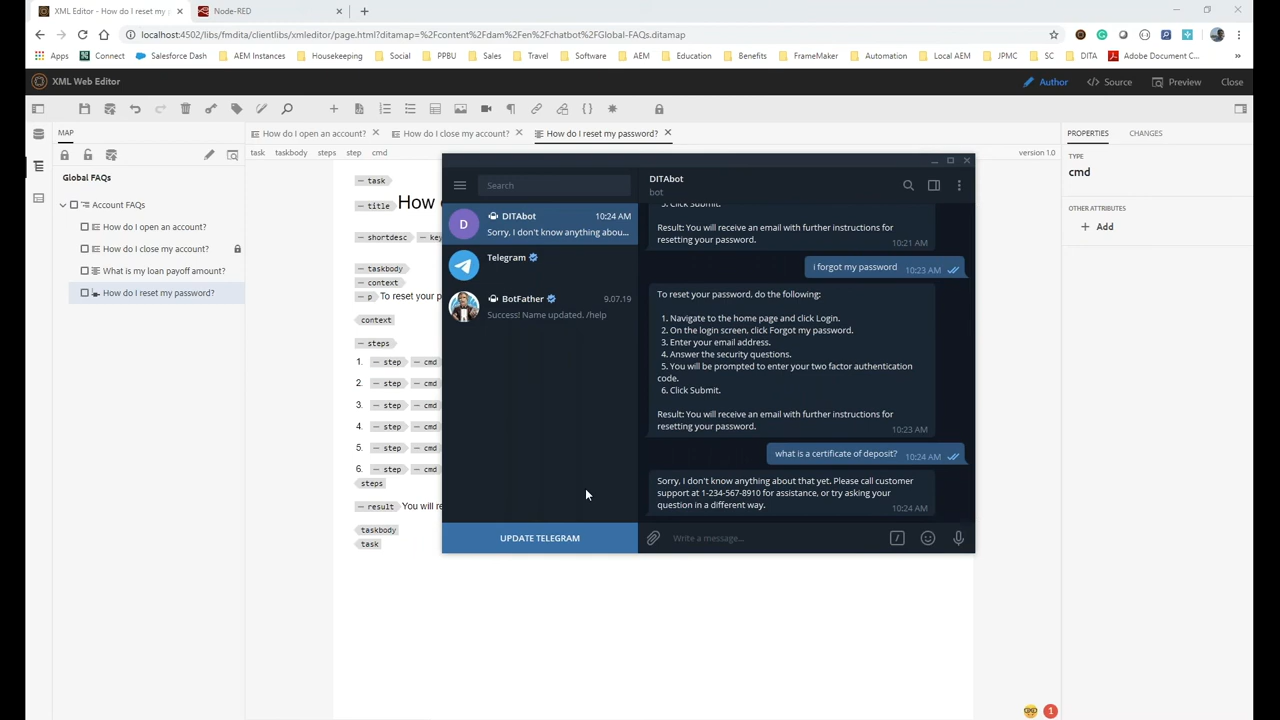 XML Editor - How do I reset my p
Node-RED
localhost:4502/libs/fmdita/clientlibs/xmleditor/page.html?ditamap=%2Fcontent%2Fdam%2Fen%2Fchatbot%2FGlobal-FAQs.ditamap
Apps
Connect
Salesforce Dash
AEM Instances
Housekeeping
PPBU
Social
Sales
Travel
Software
AEM
Education
Benefits
FrameMaker
Automation
Local AEM
JPMC
SC
DITA
Adobe Document C...
XML Web Editor
Author
Source
Preview
Close
MAP
How do I open an account?
How do I close my account?
How do I reset my password?
PROPERTIES
CHANGES
task
taskbody
steps
step
cmd
version 1.0
Global FAQs
Account FAQs
How do I open an account?
How do I close my account?
What is my loan payoff amount?
How do I reset my password?
task
title
How
shortdesc
taskbody
context
p
To reset your p
context
steps
1.
step
cmd
2.
step
cmd
3.
step
cmd
4.
step
cmd
5.
step
cmd
6.
step
cmd
steps
result
You will re
taskbody
task
Search
DITAbot
10:24 AM
Sorry, I don't know anything abou...
Telegram
BotFather
9.07.19
Success! Name updated. /help
UPDATE TELEGRAM
DITAbot
bot
5. Click Submit.
Result: You will receive an email with further instructions for
resetting your password.
10:21 AM
i forgot my password
10:23 AM
To reset your password, do the following:
1. Navigate to the home page and click Login.
2. On the login screen, click Forgot my password.
3. Enter your email address.
4. Answer the security questions.
5. You will be prompted to enter your two factor authentication
code.
6. Click Submit.
Result: You will receive an email with further instructions for
resetting your password.
10:23 AM
what is a certificate of deposit?
10:24 AM
Sorry, I don't know anything about that yet. Please call customer
support at 1-234-567-8910 for assistance, or try asking your
question in a different way.
10:24 AM
Write a message...
TYPE
cmd
OTHER ATTRIBUTES
Add
1